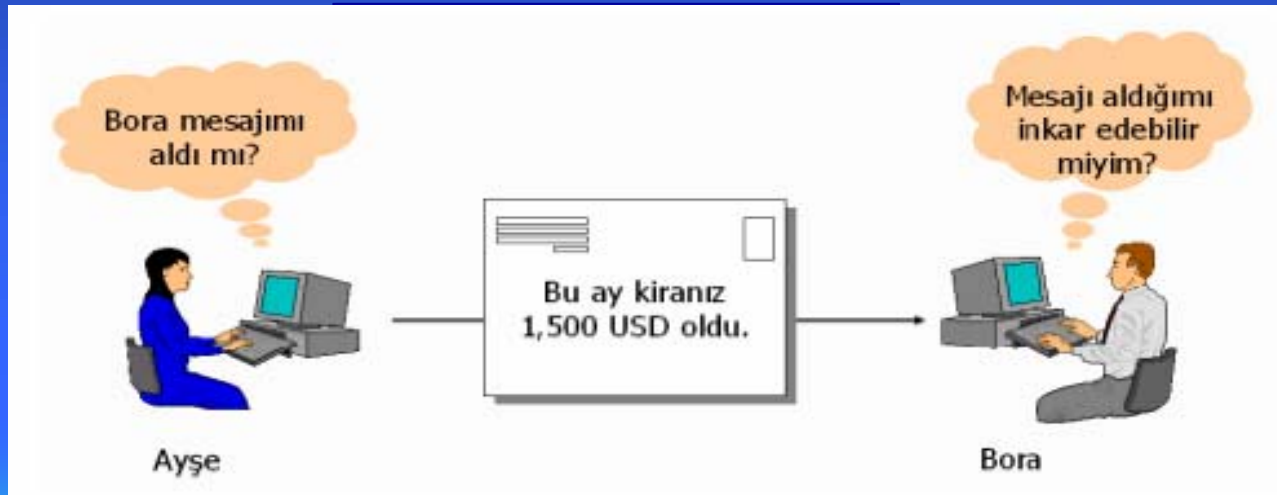 Bora mesajımı
aldı mı?
Mesajı aldığımı
inkar edebilir
miyim?
Bu ay kiranız
1,500 USD oldu.
Ayşe
Bora